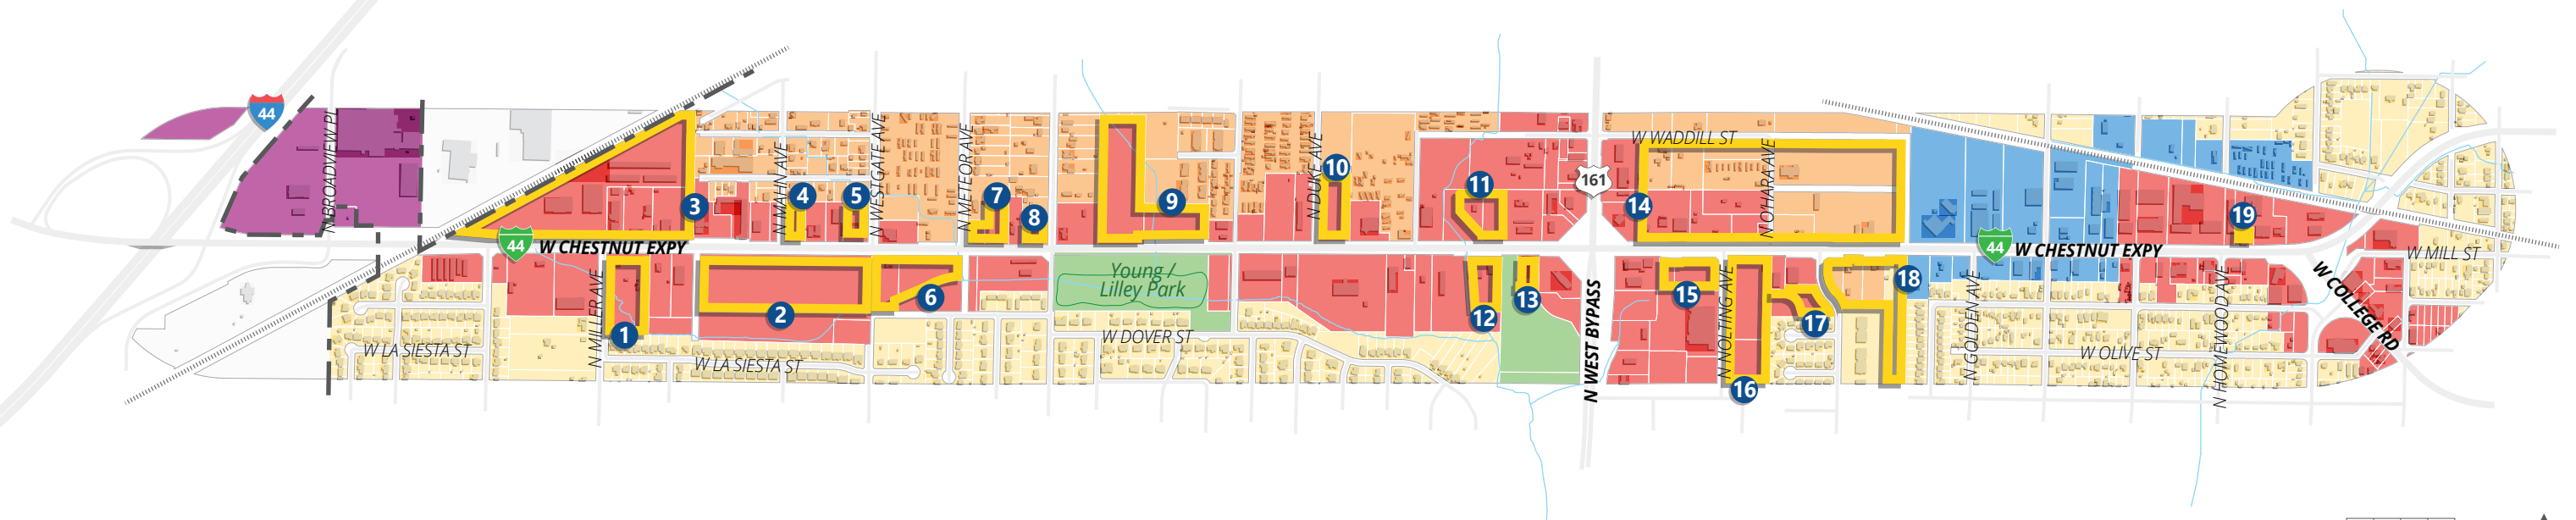 44
N BROADVIEW PL
W LA SIESTA ST
44
W CHESTNUT EXPY
N MILLER AVE
1
2
3
W LA SIESTA ST
N MAHN AVE
4
5
N WESTGATE AVE
6
N METEOR AVE
7
8
Young /
Lilley Park
W DOVER ST
9
N DUKE AVE
10
11
12
13
161
N WEST BYPASS
14
W WADDILL ST
N OHARA AVE
15
N NOLTING AVE
16
17
18
44
W CHESTNUT EXPY
N GOLDEN AVE
W OLIVE ST
N HOMEWOOD AVE
19
W COLLEGE RD
W MILL ST